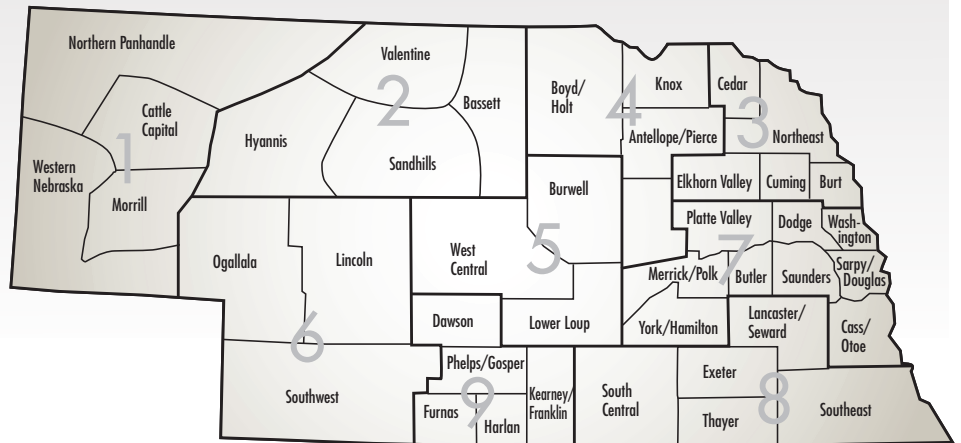 Northern Panhandle
Cattle
Capital
1
Western
Nebraska
Morrill
Valentine
2
Bassett
Hyannis
Sandhills
Boyd/
Holt
4
Knox
Antellope/Pierce
Cedar
3
Northeast
Elkhorn Valley
Cuming
Burt
Burwell
5
West
Central
Lower Loup
Dawson
Ogallala
Lincoln
6
Southwest
Platte Valley
7
Dodge
Wash-
ington
Merrick/Polk
Butler
Saunders
Sarpy/
Douglas
York/Hamilton
Lancaster/
Seward
Cass/
Otoe
Phelps/Gosper
9
Furnas
Harlan
Kearney/
Franklin
South
Central
Exeter
8
Thayer
Southeast